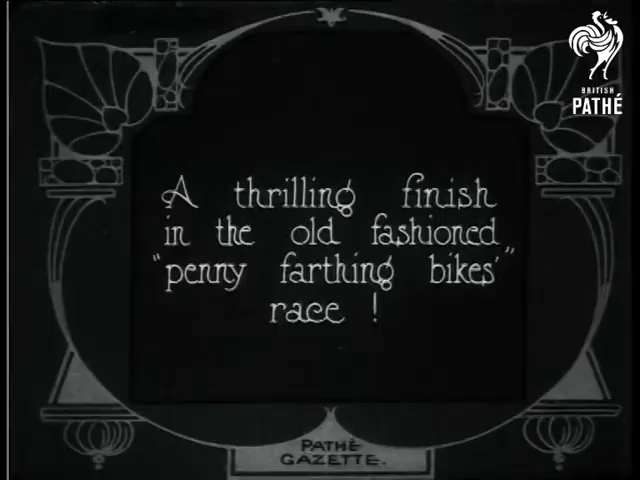 BRITISH
PATHÉ
A thrilling finish
in the old fashioned
"penny farthing bikes'"
race !
PATHÉ
GAZETTE.